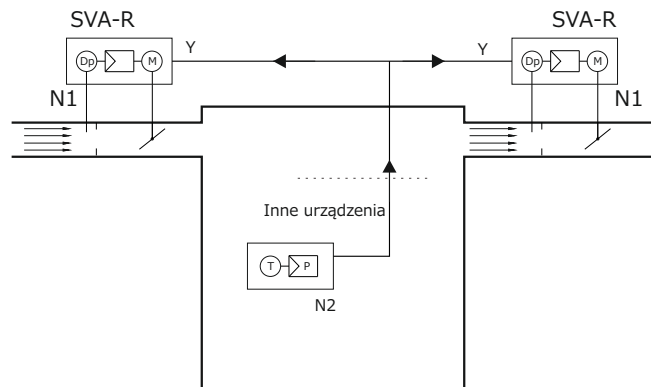 SVA-R
SVA-R
Y
Y
Dp
M
Dp
M
N1
N1
Inne urządzenia
T
P
N2